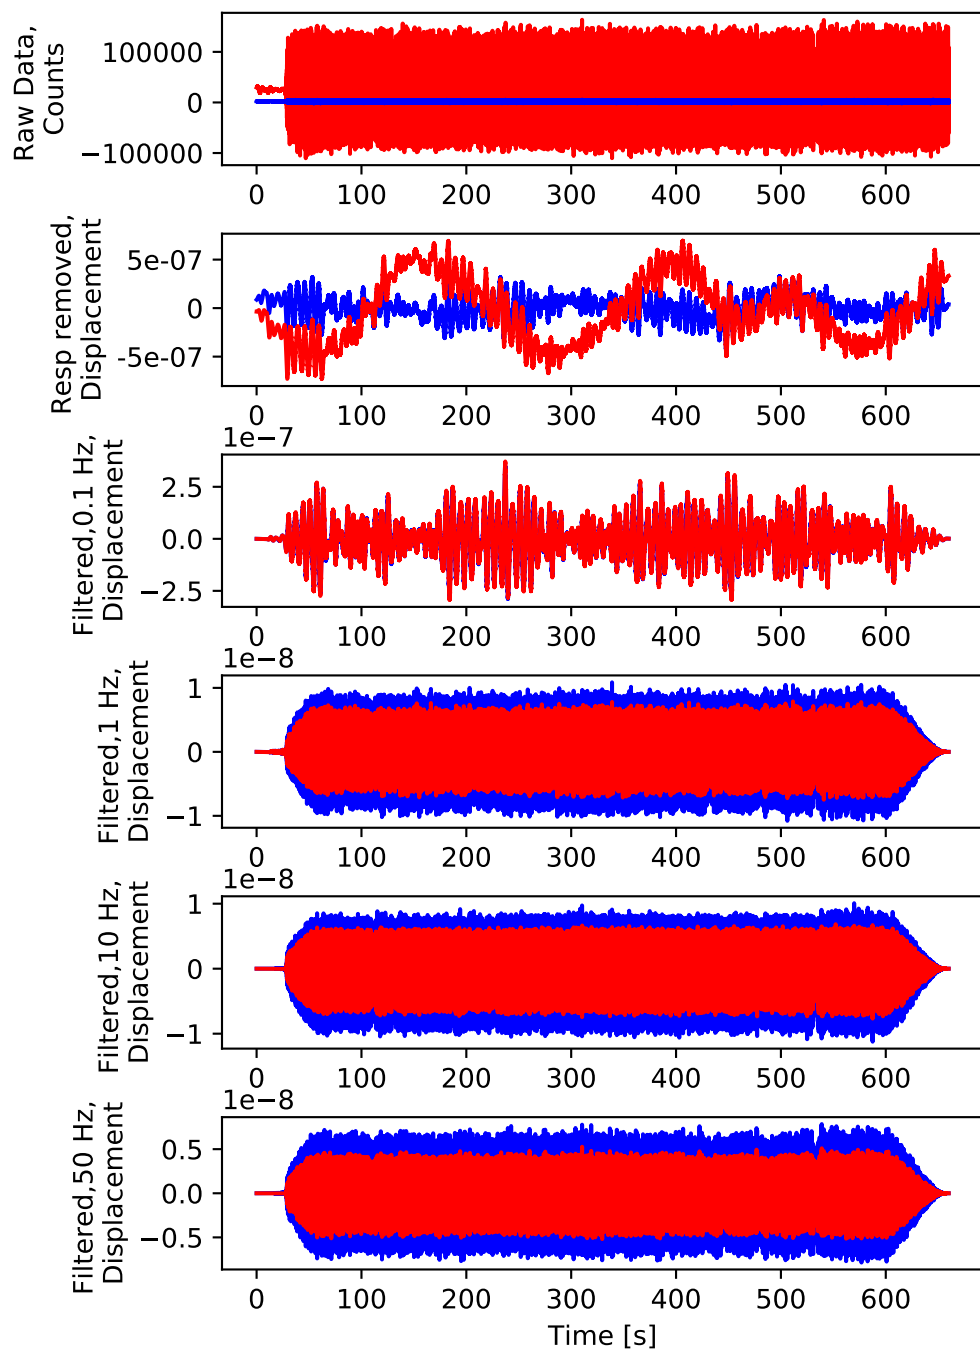 Raw Data,
Counts
100000
0
−100000
0 100 200 300 400 500 600
Resp removed,
Displacement
5e-07
0
-5e-07
0 100 200 300 400 500 600
1e−7
Filtered,0.1 Hz,
Displacement
2.5
0.0
−2.5
0 100 200 300 400 500 600
1e−8
Filtered,1 Hz,
Displacement
1
0
−1
0 100 200 300 400 500 600
1e−8
Filtered,10 Hz,
Displacement
1
0
−1
0 100 200 300 400 500 600
1e−8
Filtered,50 Hz,
Displacement
0.5
0.0
−0.5
0 100 200 300 400 500 600
Time [s]